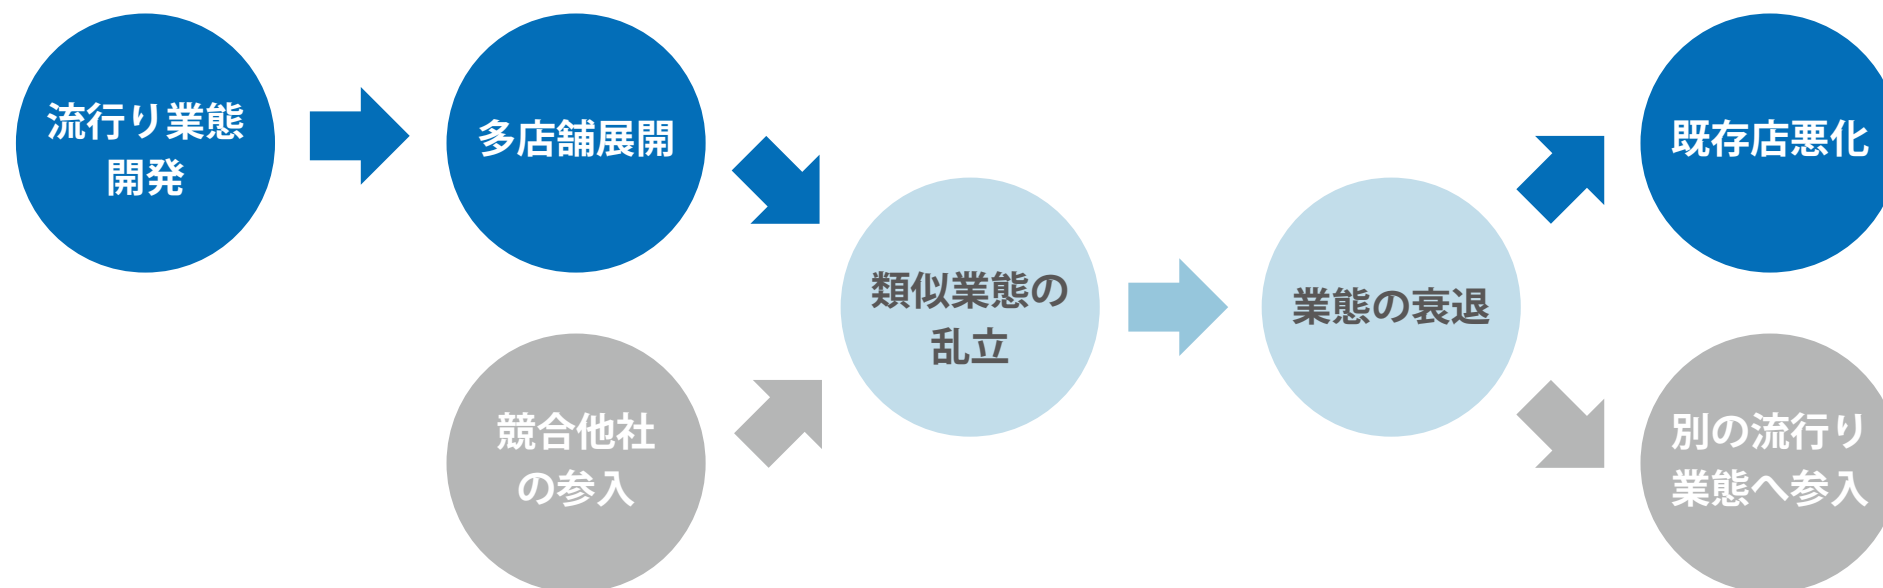 流行り業態
開発
多店舗展開
競合他社
の参入
類似業態の
乱立
業態の衰退
既存店悪化
別の流行り
業態へ参入